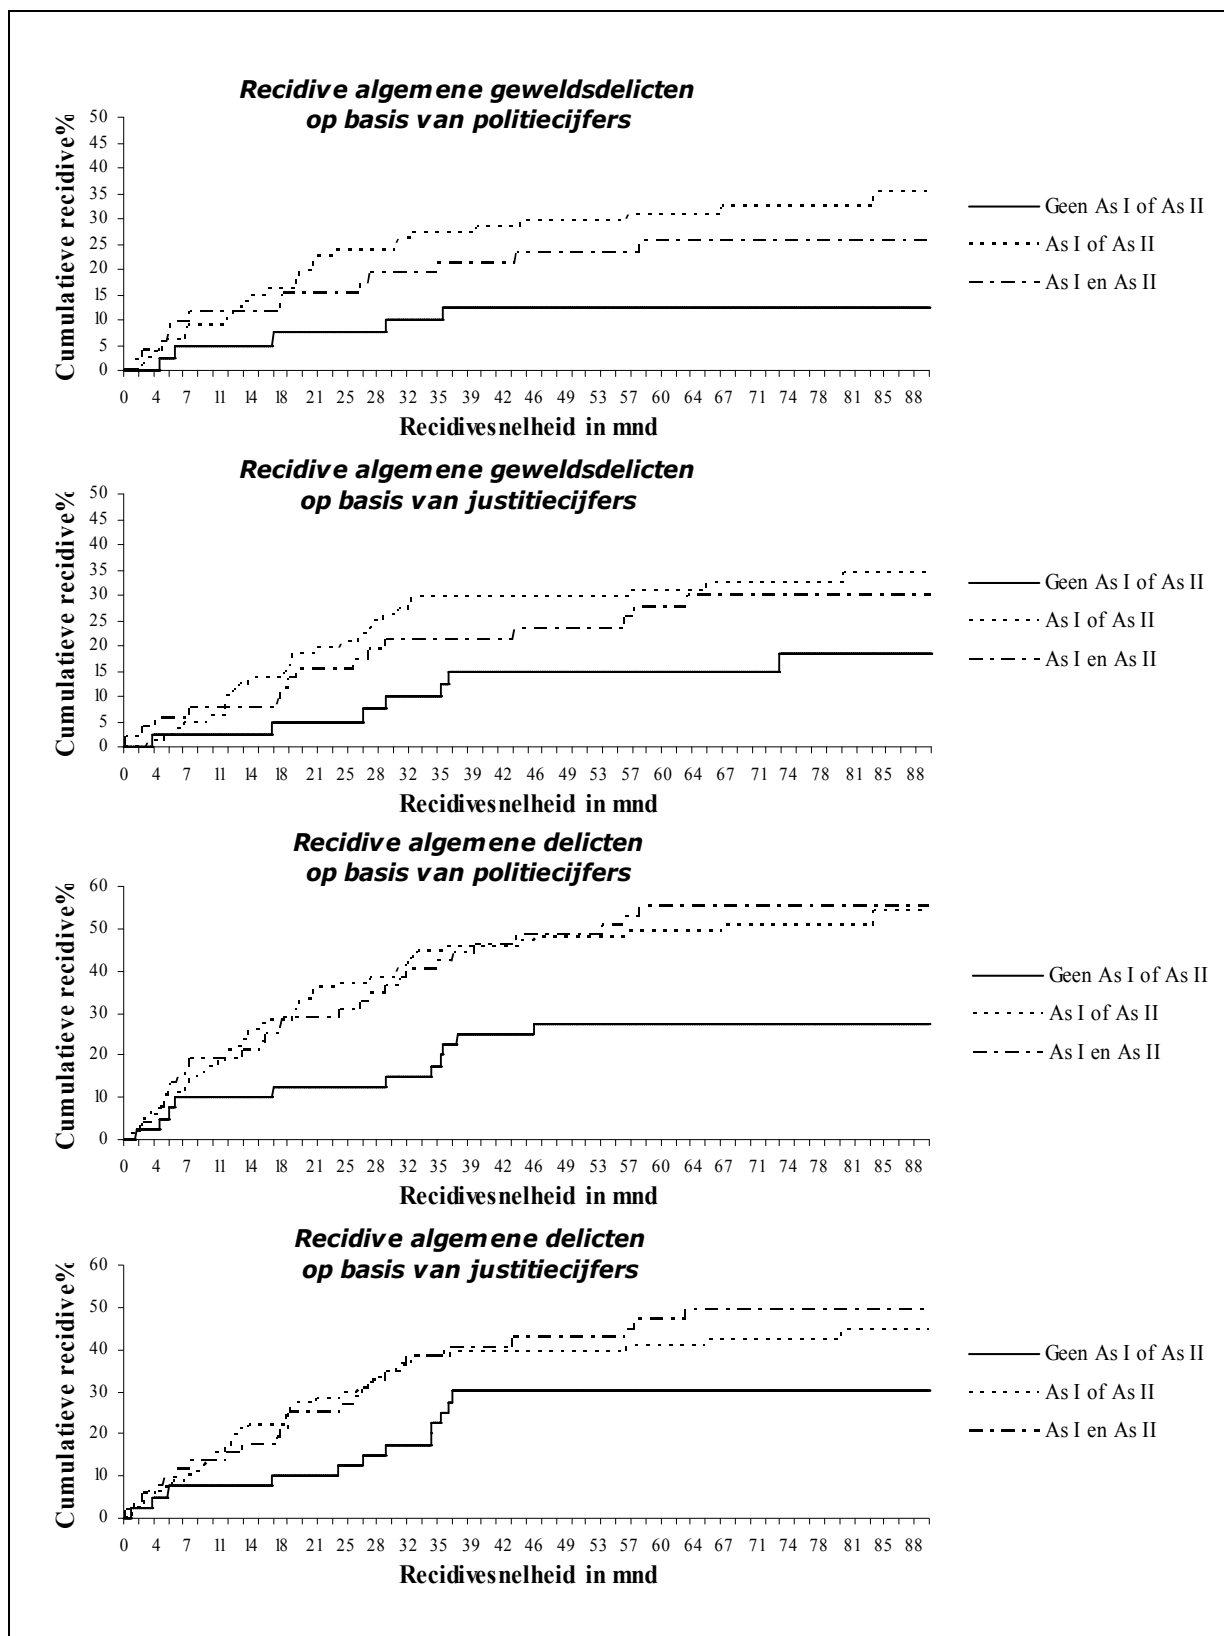 Recidive algemene geweldsdelicten
op basis van politiecijfers
Cumulatieve recidive%
50
45
40
35
30
25
20
15
10
5
0
0 4 7 11 14 18 21 25 28 32 35 39 42 46 49 53 57 60 64 67 71 74 78 81 85 88
Recidivesnelheid in mnd
Geen As I of As II
As I of As II
As I en As II
Recidive algemene geweldsdelicten
op basis van justitiecijfers
Cumulatieve recidive%
50
45
40
35
30
25
20
15
10
5
0
0 4 7 11 14 18 21 25 28 32 35 39 42 46 49 53 57 60 64 67 71 74 78 81 85 88
Recidivesnelheid in mnd
Geen As I of As II
As I of As II
As I en As II
Recidive algemene delicten
op basis van politiecijfers
Cumulatieve recidive%
60
50
40
30
20
10
0
0 4 7 11 14 18 21 25 28 32 35 39 42 46 49 53 57 60 64 67 71 74 78 81 85 88
Recidivesnelheid in mnd
Geen As I of As II
As I of As II
As I en As II
Recidive algemene delicten
op basis van justitiecijfers
Cumulatieve recidive%
60
50
40
30
20
10
0
0 4 7 11 14 18 21 25 28 32 35 39 42 46 49 53 57 60 64 67 71 74 78 81 85 88
Recidivesnelheid in mnd
Geen As I of As II
As I of As II
As I en As II